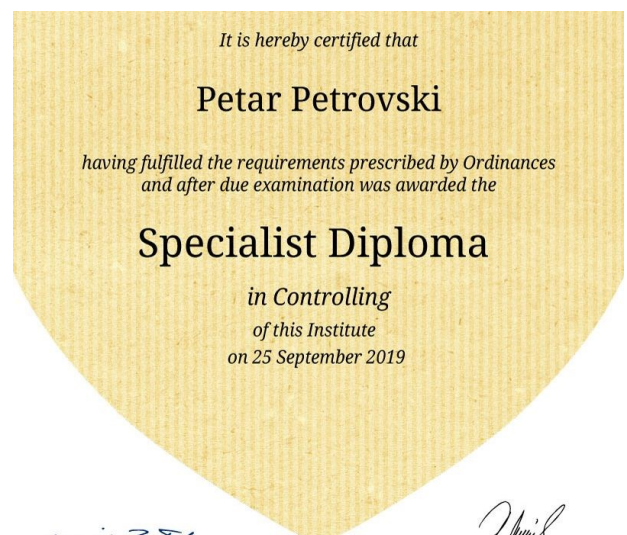 It is hereby certified that
Petar Petrovski
having fulfilled the requirements prescribed by Ordinances
and after due examination was awarded the
Specialist Diploma
in Controlling
of this Institute
on 25 September 2019